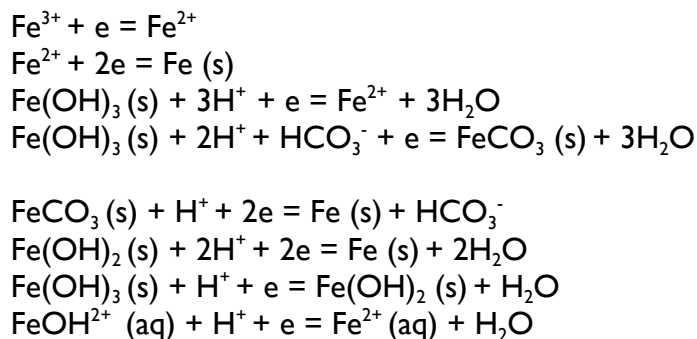 Fe³⁺ + e = Fe²⁺
Fe²⁺ + 2e = Fe (s)
Fe(OH)₃ (s) + 3H⁺ + e = Fe²⁺ + 3H₂O
Fe(OH)₃ (s) + 2H⁺ + HCO₃⁻ + e = FeCO₃ (s) + 3H₂O
FeCO₃ (s) + H⁺ + 2e = Fe (s) + HCO₃⁻
Fe(OH)₂ (s) + 2H⁺ + 2e = Fe (s) + 2H₂O
Fe(OH)₃ (s) + H⁺ + e = Fe(OH)₂ (s) + H₂O
FeOH²⁺ (aq) + H⁺ + e = Fe²⁺ (aq) + H₂O